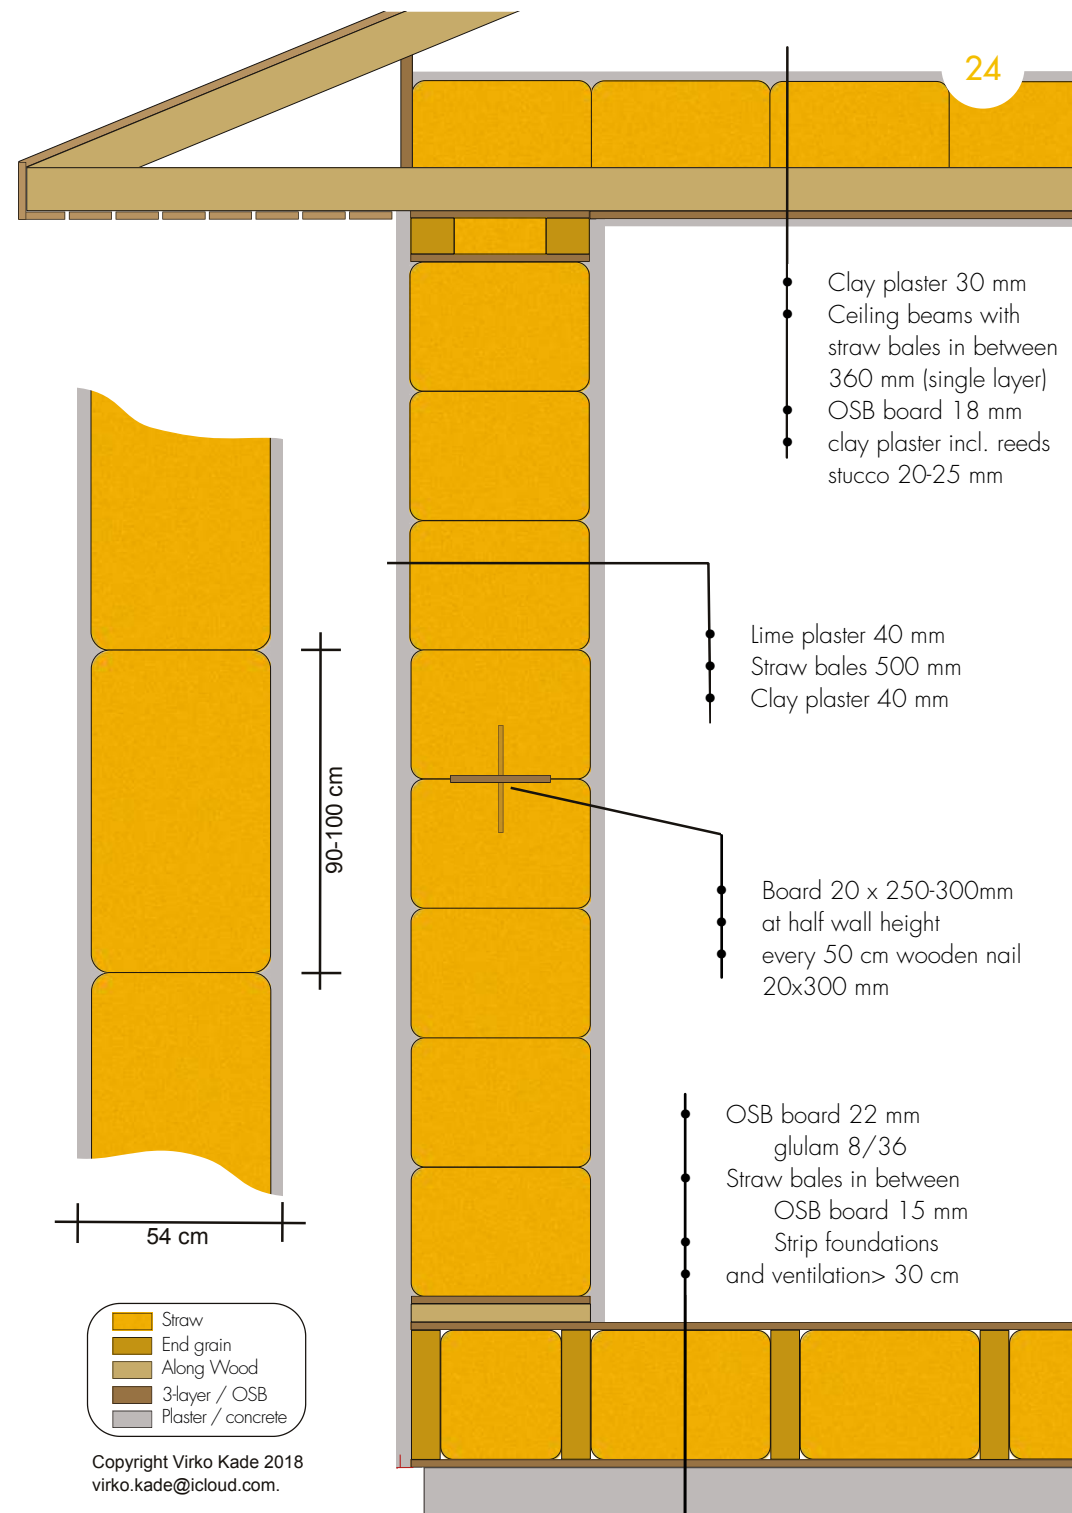 24
Clay plaster 30 mm
Ceiling beams with
straw bales in between
360 mm (single layer)
OSB board 18 mm
clay plaster incl. reeds
stucco 20-25 mm
Lime plaster 40 mm
Straw bales 500 mm
Clay plaster 40 mm
90-100 cm
Board 20 x 250-300mm
at half wall height
every 50 cm wooden nail
20x300 mm
OSB board 22 mm
glulam 8/36
Straw bales in between
OSB board 15 mm
Strip foundations
and ventilation> 30 cm
54 cm
Straw
End grain
Along Wood
3-layer / OSB
Plaster / concrete
Copyright Virko Kade 2018
virko.kade@icloud.com.